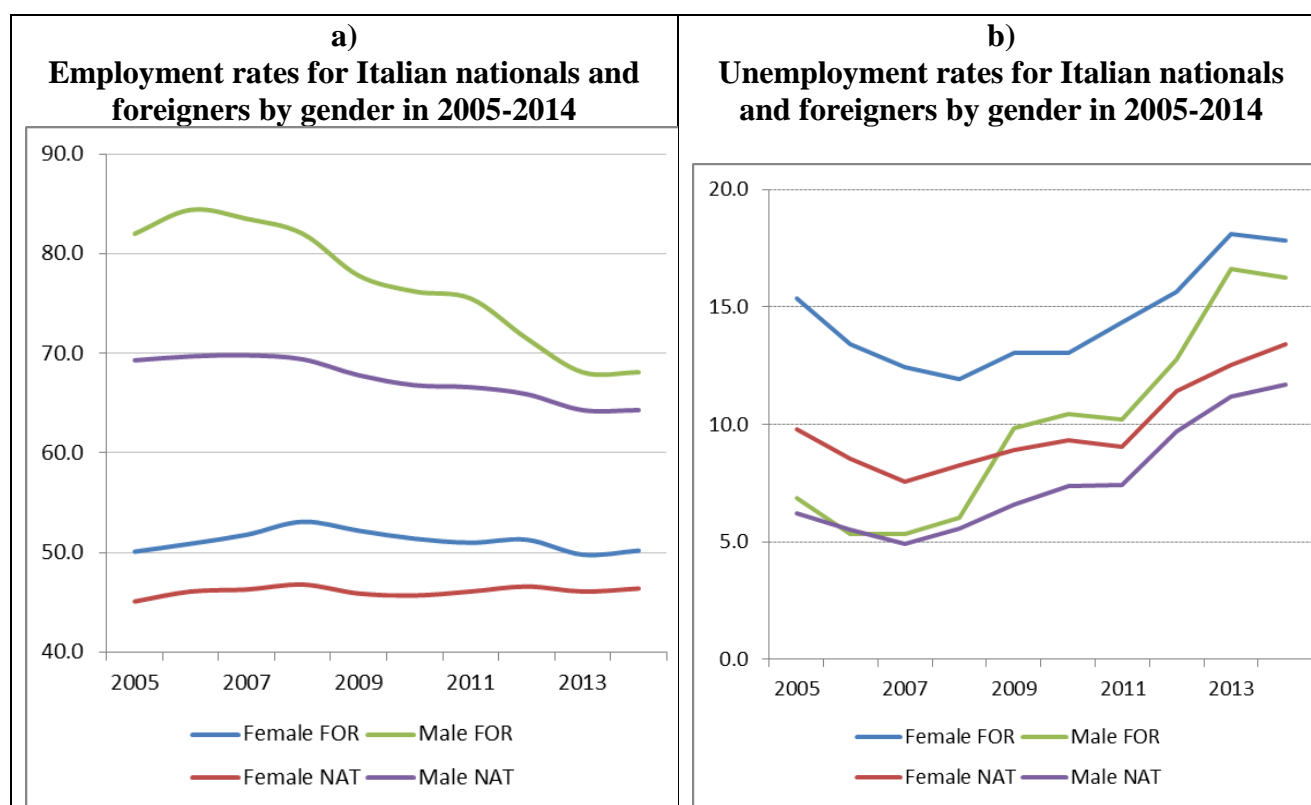 a)
Employment rates for Italian nationals and
foreigners by gender in 2005-2014
90.0
80.0
70.0
60.0
50.0
40.0
2005 2007 2009 2011 2013
Female FOR Male FOR
Female NAT Male NAT
b)
Unemployment rates for Italian nationals
and foreigners by gender in 2005-2014
20.0
15.0
10.0
5.0
0.0
2005 2007 2009 2011 2013
Female FOR Male FOR
Female NAT Male NAT